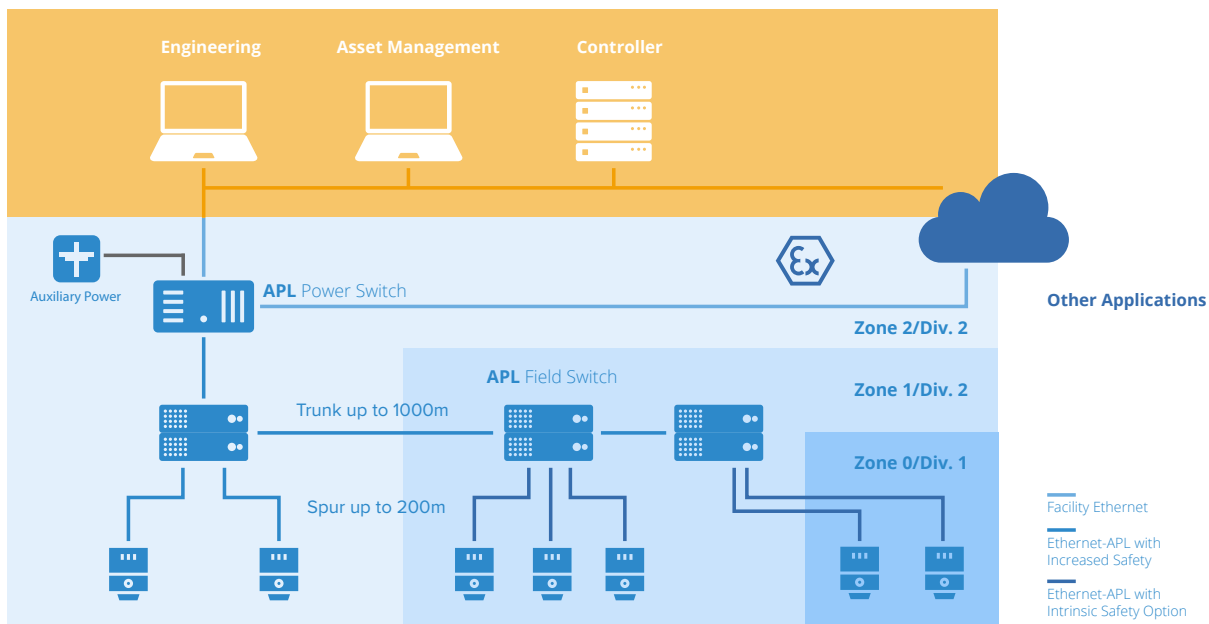 Engineering
Asset Management
Controller
Auxiliary Power
APL Power Switch
Ex
Other Applications
Zone 2/Div. 2
APL Field Switch
Zone 1/Div. 2
Trunk up to 1000m
Zone 0/Div. 1
Spur up to 200m
Facility Ethernet
Ethernet-APL with
Increased Safety
Ethernet-APL with
Intrinsic Safety Option